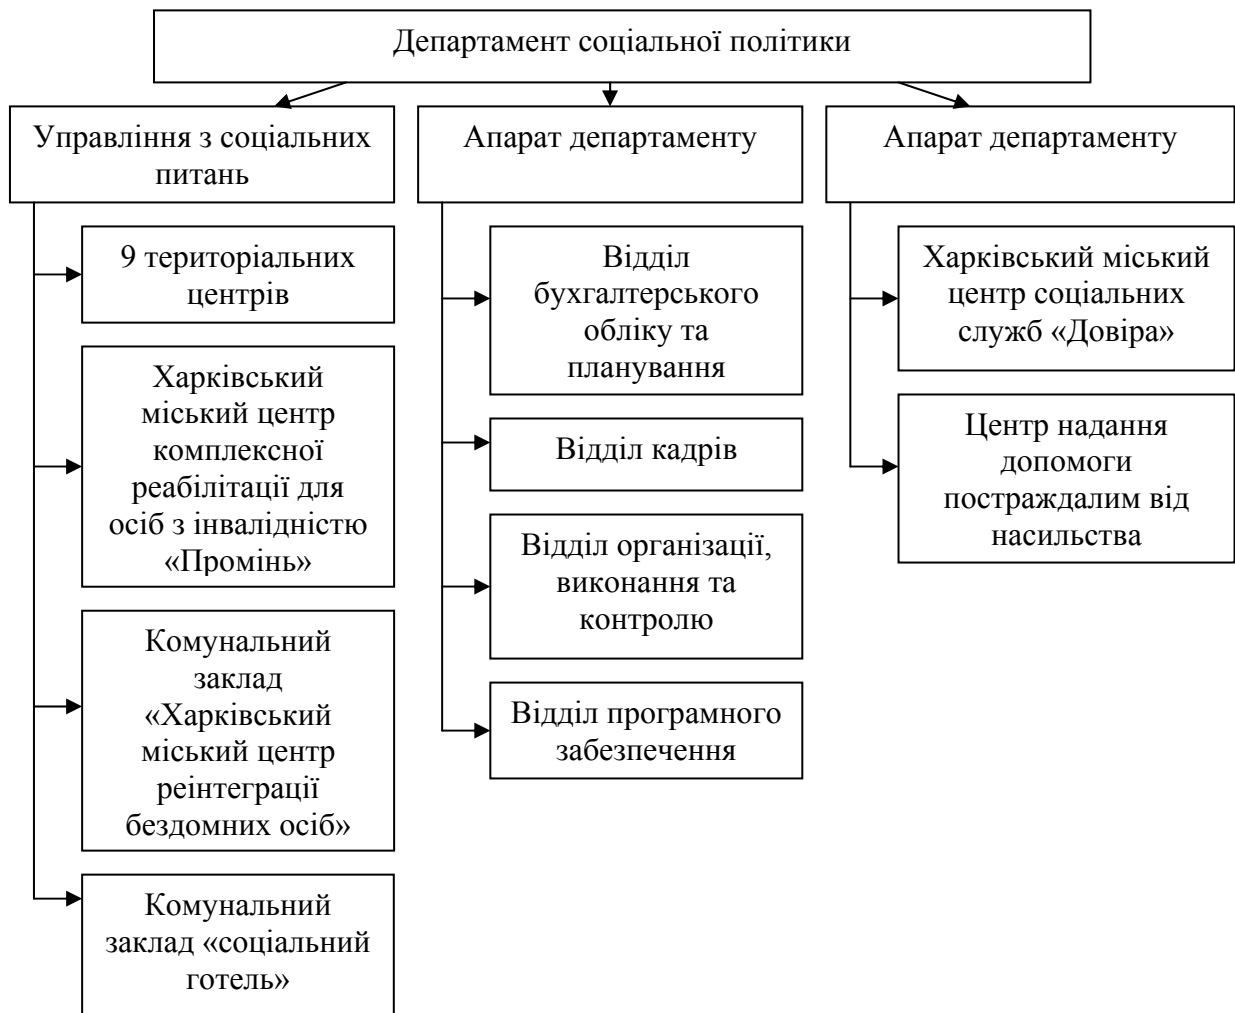 Департамент соціальної політики
Управління з соціальних
питань
Апарат департаменту
Апарат департаменту
9 територіальних
центрів
Харківський
міський центр
комплексної
реабілітації для
осіб з інвалідністю
«Промінь»
Комунальний
заклад
«Харківський
міський центр
реінтеграції
бездомних осіб»
Комунальний
заклад «соціальний
готель»
Відділ
бухгалтерського
обліку та
планування
Відділ кадрів
Відділ організації,
виконання та
контролю
Відділ програмного
забезпечення
Харківський міський
центр соціальних
служб «Довіра»
Центр надання
допомоги
постраждалим від
насильства